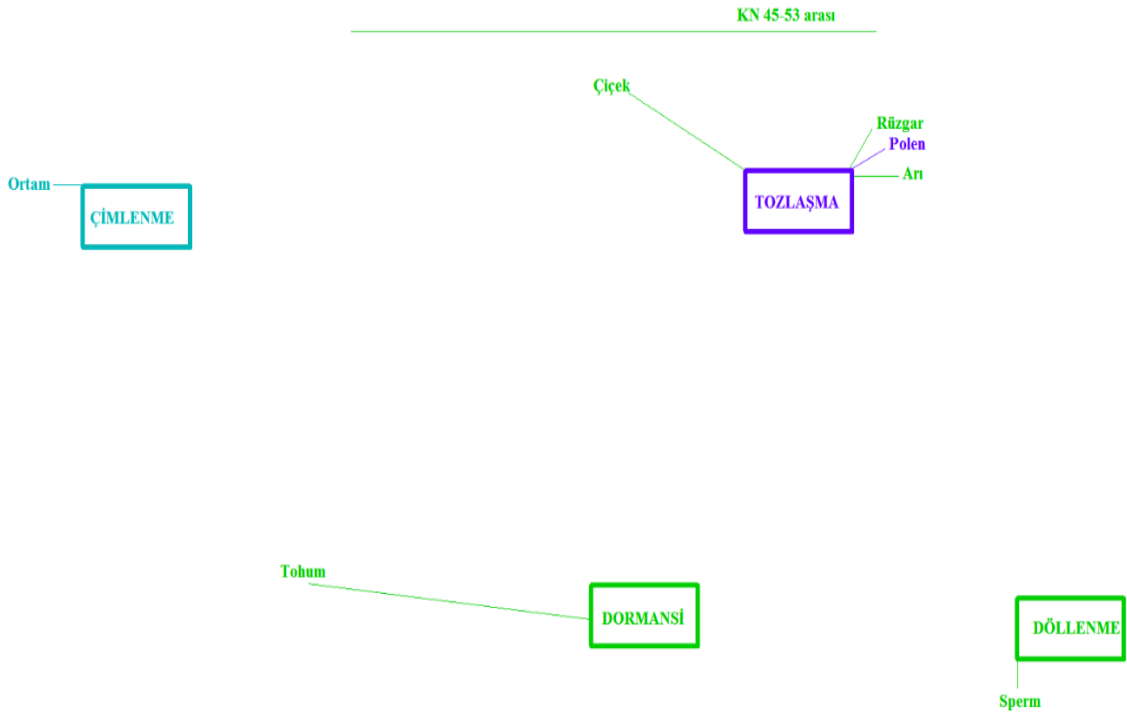 KN 45-53 arası
Çiçek
Rüzgar
Polen
Arı
Ortam
ÇİMLENME
TOZLAŞMA
Tohum
DORMANSİ
DÖLLENME
Sperm